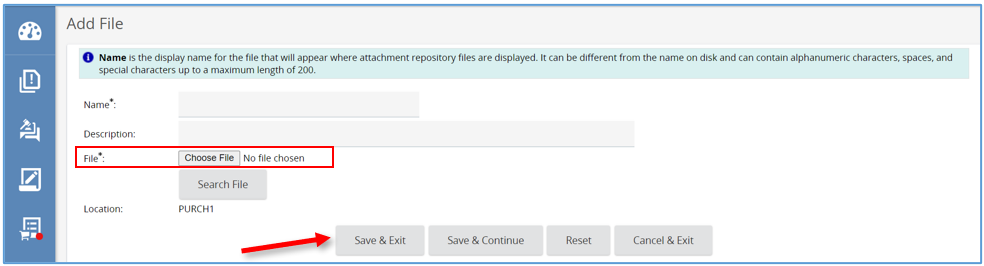 Add File
Name is the display name for the file that will appear where attachment repository files are displayed. It can be different from the name on disk and can contain alphanumeric characters, spaces, and
special characters up to a maximum length of 200.
Name*:
Description:
File*: Choose File No file chosen
Search File
Location: PURCH1
Save & Exit Save & Continue Reset Cancel & Exit